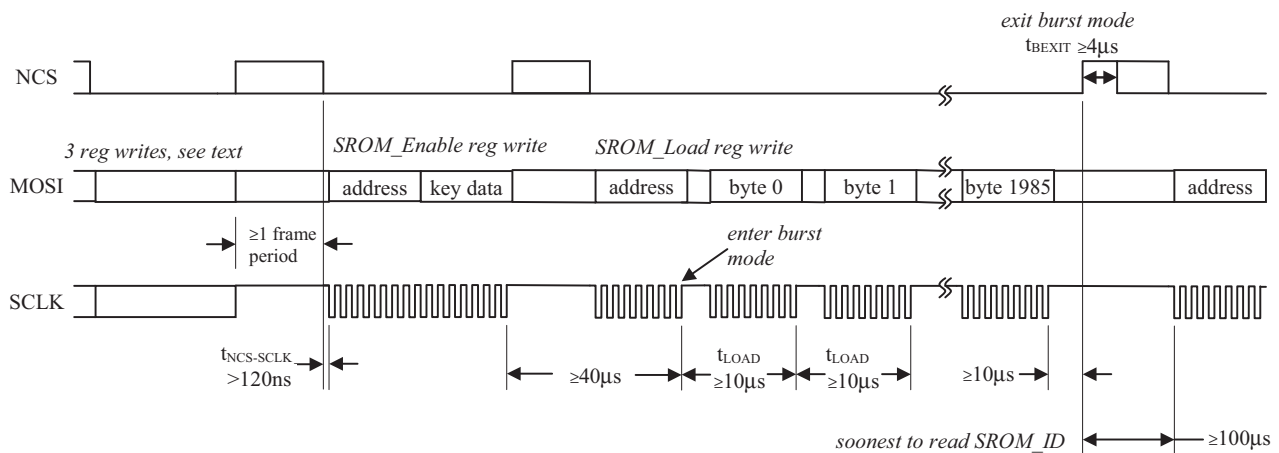 exit burst mode
tBEXIT ≥4μs
NCS
3 reg writes, see text
SROM_Enable reg write
SROM_Load reg write
MOSI
address
key data
address
byte 0
byte 1
byte 1985
address
≥1 frame
period
enter burst
mode
SCLK
tNCS-SCLK
>120ns
≥40μs
tLOAD
≥10μs
tLOAD
≥10μs
≥10μs
soonest to read SROM_ID
≥100μs